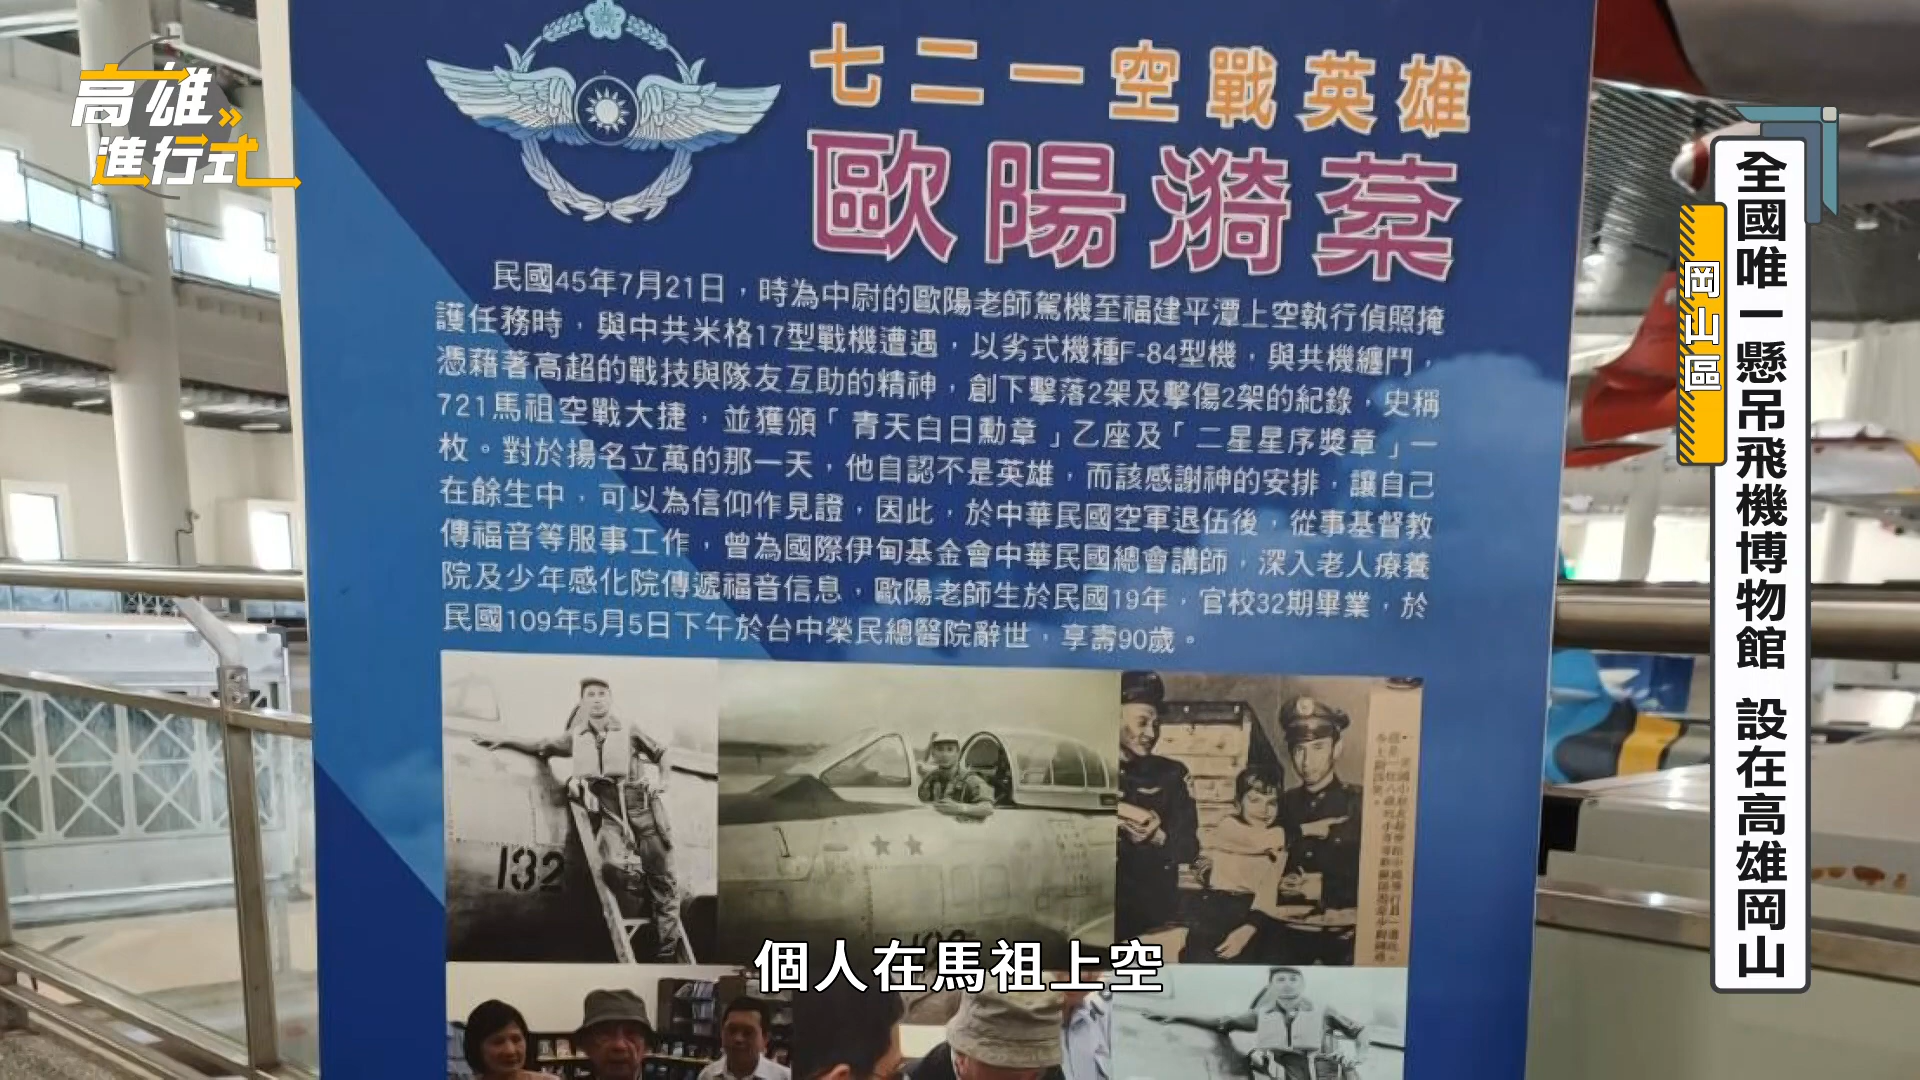 高雄
進行式
七二一空戰英雄
歐陽漪棻
民國45年7月21日，時為中尉的歐陽老師駕機至福建平潭上空執行偵照掩
護任務時，與中共米格17型戰機遭遇，以劣式機種F-84型機，與共機纏鬥，
憑藉著高超的戰技與隊友互助的精神，創下擊落2架及擊傷2架的紀錄，史稱
721馬祖空戰大捷，並獲頒「青天白日勳章」乙座及「二星星序獎章」一
枚。對於揚名立萬的那一天，他自認不是英雄，而該感謝神的安排，讓自己
在餘生中，可以為信仰作見證，因此，於中華民國空軍退伍後，從事基督教
傳福音等服事工作，曾為國際伊甸基金會中華民國總會講師，深入老人療養
院及少年感化院傳遞福音信息，歐陽老師生於民國19年，官校32期畢業，於
民國109年5月5日下午於台中榮民總醫院辭世，享壽90歲。
132
個人在馬祖上空
岡山區
全國唯一懸吊飛機博物館 設在高雄岡山